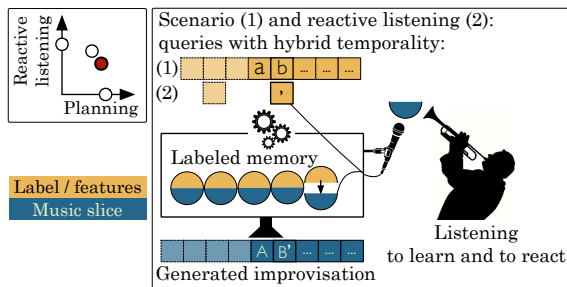 Reactive
listening
Planning
Label / features
Music slice
Scenario (1) and reactive listening (2):
queries with hybrid temporality:
(1) a b ... ... ...
(2) '
Labeled memory
A B' ... ... ...
Generated improvisation
Listening
to learn and to react